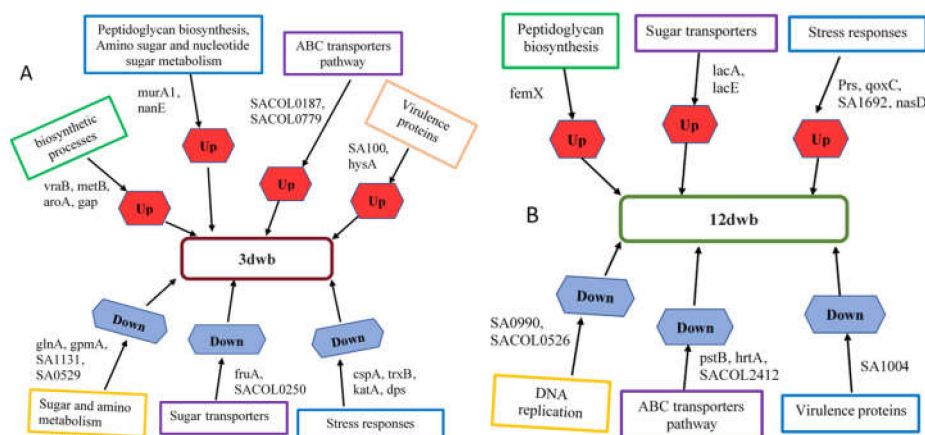 A
Peptidoglycan biosynthesis,
Amino sugar and nucleotide
sugar metabolism
ABC transporters
pathway
murA1,
nanE
SACOL0187,
SACOL0779
Virulence
proteins
biosynthetic
processes
Up
Up
SA100,
hysA
vraB, metB,
aroA, gap
Up
Up
3dwb
Down
Down
Down
glnA, gpmA,
SA1131,
SA0529
fruA,
SACOL0250
cspA, trxB,
katA, dps
Sugar and amino
metabolism
Sugar transporters
Stress responses
Peptidoglycan
biosynthesis
Sugar transporters
Stress responses
femX
lacA,
lacE
Prs, qoxC,
SA1692, nasD
Up
Up
Up
B
12dwb
Down
Down
Down
SA0990,
SACOL0526
pstB, hrtA,
SACOL2412
SA1004
DNA
replication
ABC transporters
pathway
Virulence proteins